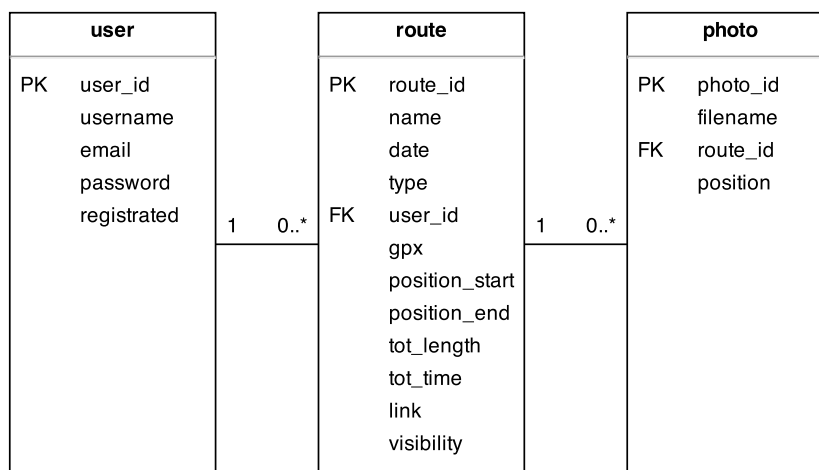 user
PK user_id
username
email
password
registrated
1 0..*
route
PK route_id
name
date
type
FK user_id
gpx
position_start
position_end
tot_length
tot_time
link
visibility
1 0..*
photo
PK photo_id
filename
FK route_id
position